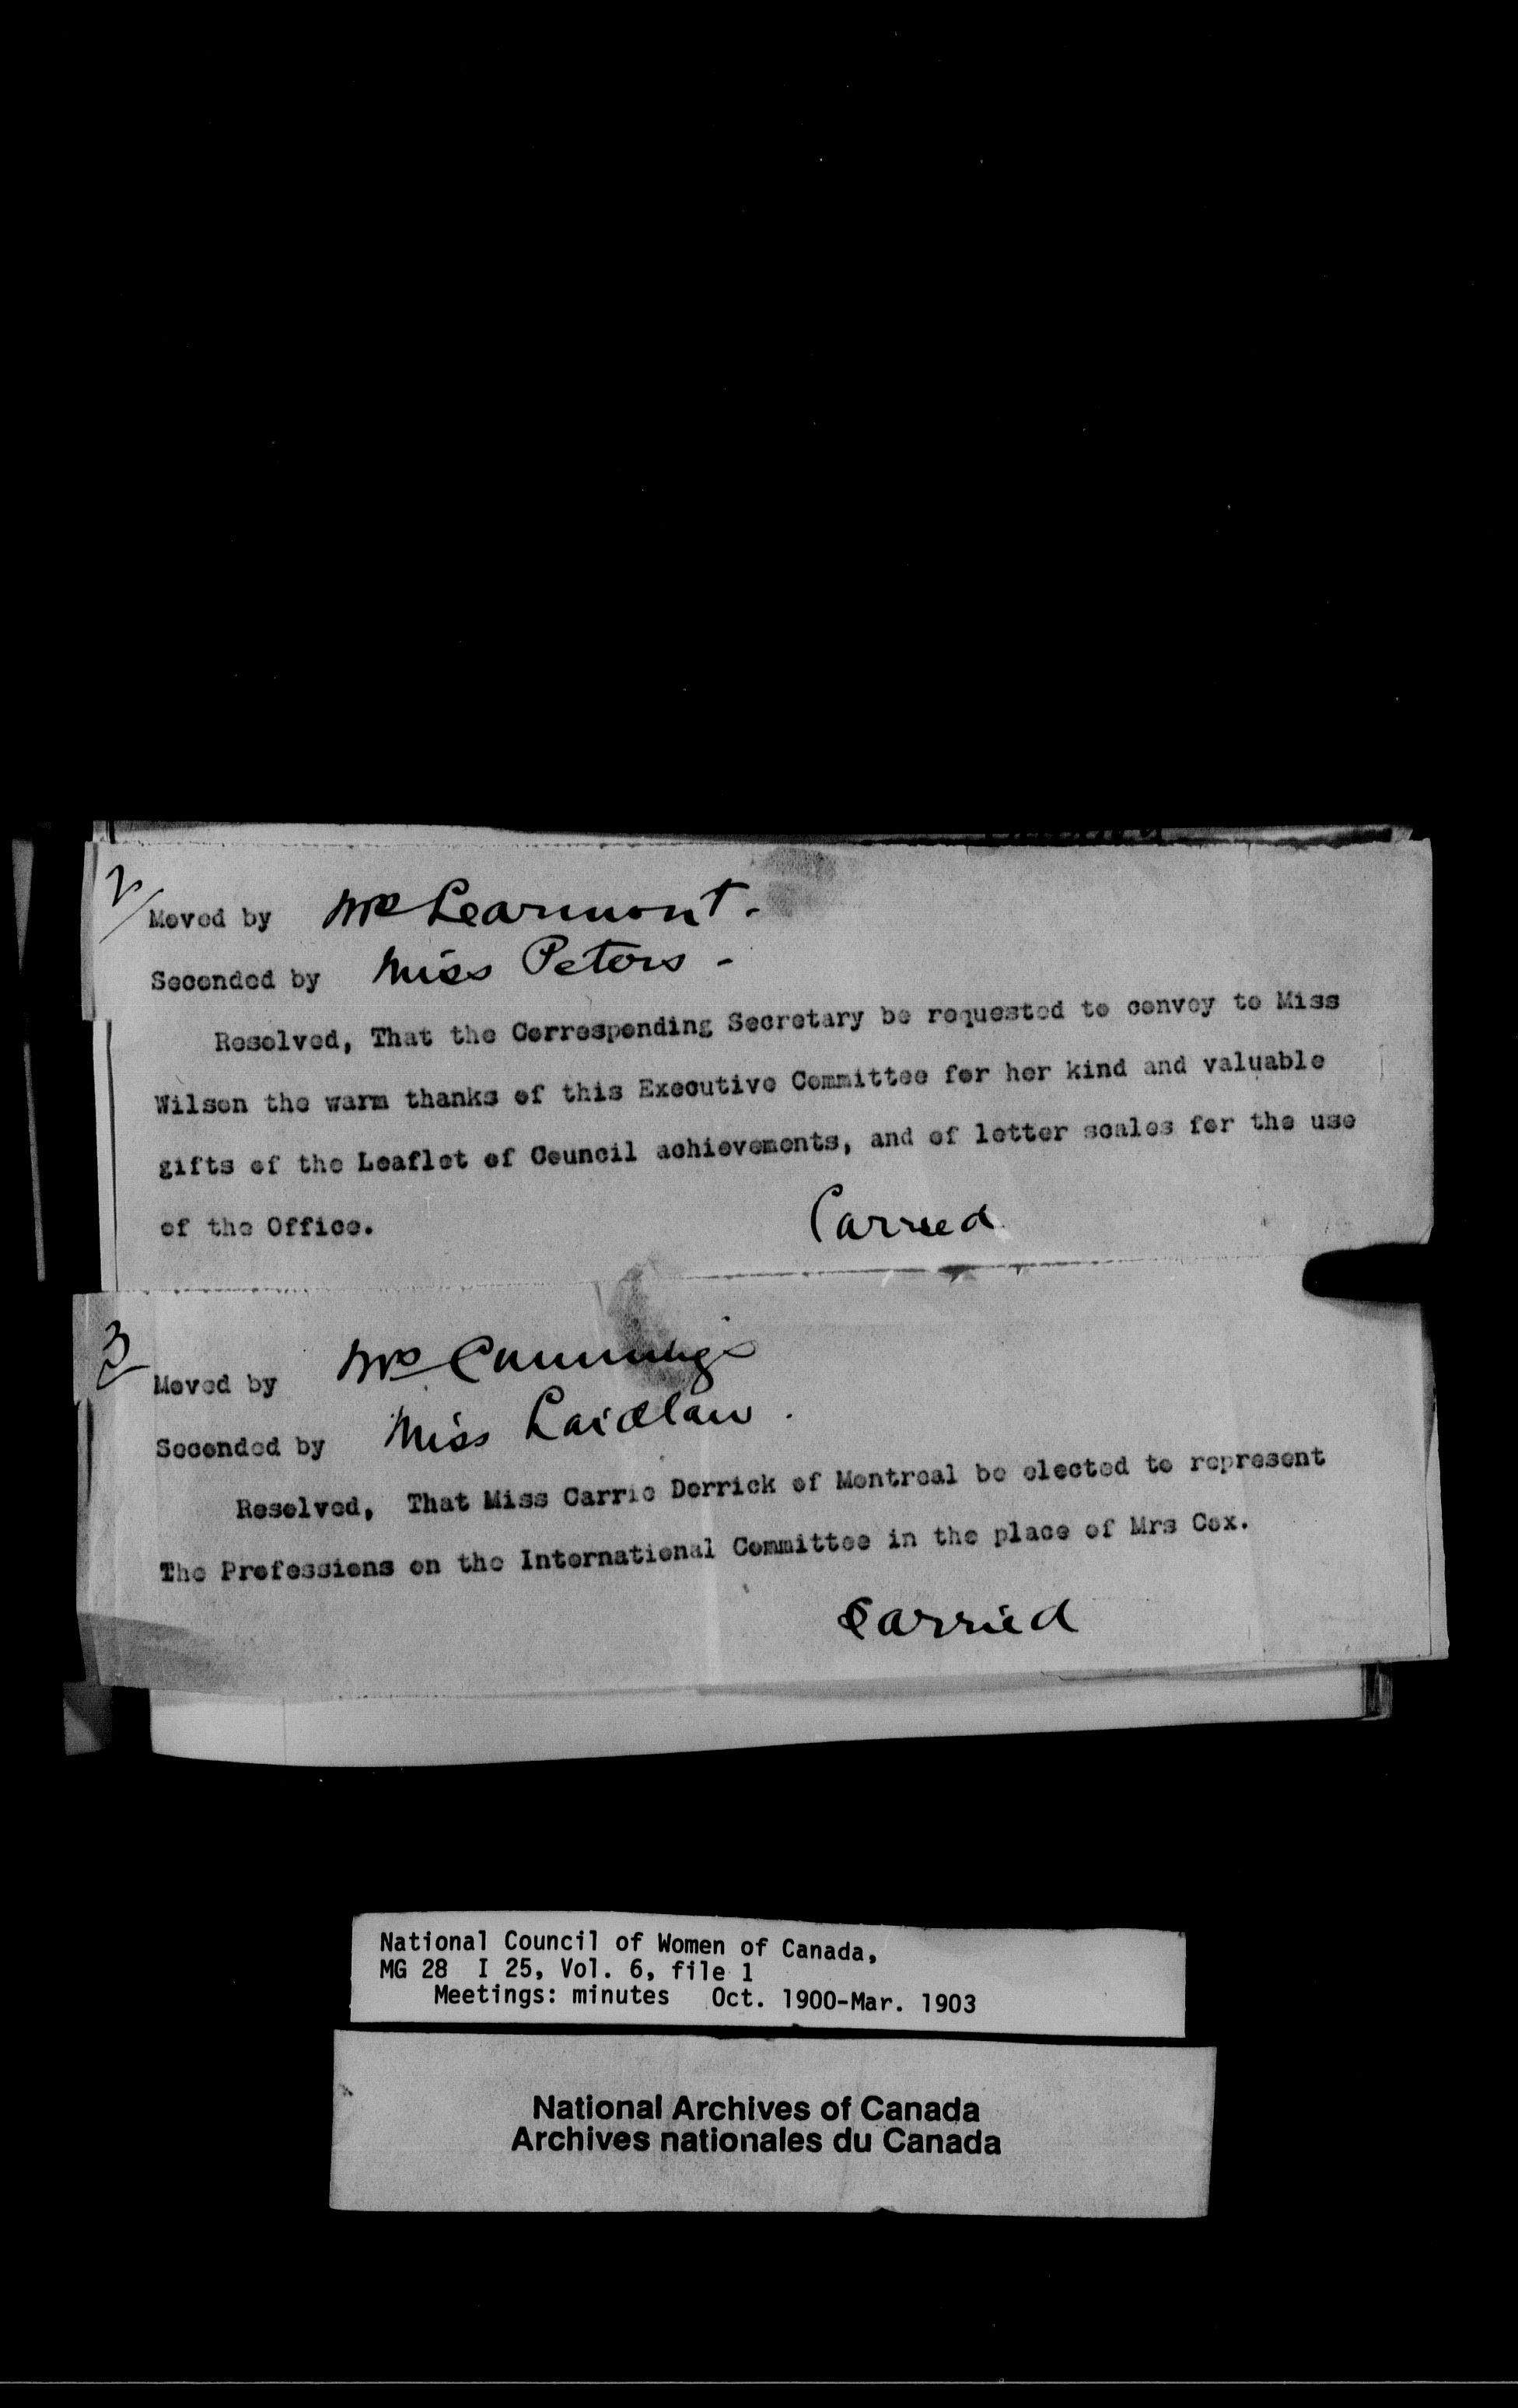 2/
Moved by Mrs Learmont -
Seconded by Miss Peters -
Resolved, That the Corresponding Secretary be requested to convey to Miss
Wilson the warm thanks of this Executive Committee for her kind and valuable
gifts of the Leaflet of Council achievements, and of letter scales for the use
of the Office.
Carried
3/
Moved by Mrs Cummings
Seconded by Miss Laidlaw.
Resolved, That Miss Carrie Derrick of Montreal be elected to represent
The Professions on the International Committee in the place of Mrs Cox.
Carried
National Council of Women of Canada,
MG 28 I 25, Vol. 6, file 1
Meetings: minutes Oct. 1900-Mar. 1903
National Archives of Canada
Archives nationales du Canada